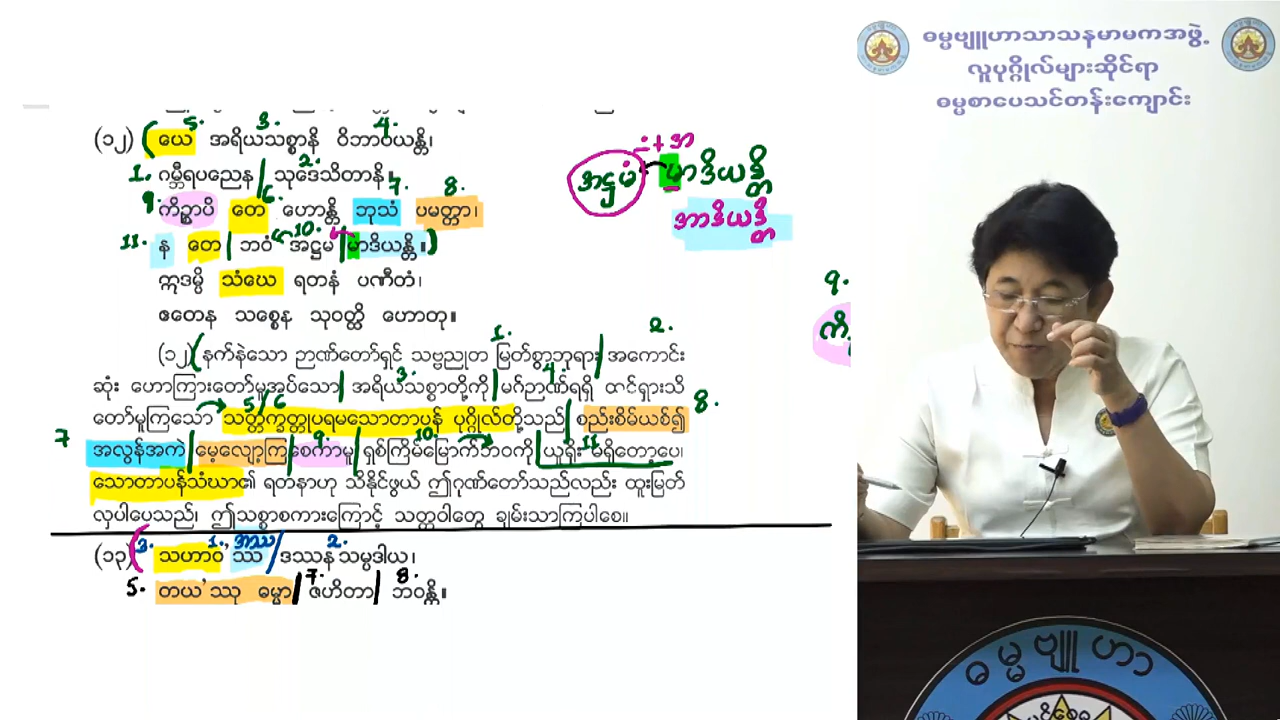 (၁၂) ယေ အရိယသစ္စာနိ ဝိဘာဝယန္တိ,
ဂမ္ဘီရပညေန သုဒေသိတာနိ။
ကိဉ္စာပိ တေ ဟောန္တိ ဘုသံ ပမတ္တာ,
န တေ ဘဝံ အဋ္ဌမ မာဒိယန္တိ။
ဣဒမ္ပိ သံဃေ ရတနံ ပဏီတံ,
ဧတေန သစ္စေန သုဝတ္ထိ ဟောတု။
(၁၂) နက်နဲသော ဉာဏ်တော်ရှင် သဗ္ဗညုတ မြတ်စွာဘုရား အကောင်း
ဆုံး ဟောကြားတော်မူအပ်သော အရိယသစ္စာတို့ကို မဂ်ဉာဏ်ရရှိ ထင်ရှားသိ
တော်မူကြသော သတ္တက္ခတ္တုပရမသောတာပန် ပုဂ္ဂိုလ်တို့သည် စည်းစိမ်ယစ်၍
အလွန်အကဲ မေ့လျော့ကြ စေကာမူ ရှစ်ကြိမ်မြောက်ဘဝကို ယူရိုး မရှိတော့ပေ,
သောတာပန်သံဃာ၏ ရတနာဟု သိနိုင်ဖွယ် ဤဂုဏ်တော်သည်လည်း ထူးမြတ်
လှပါပေသည်, ဤသစ္စာစကားကြောင့် သတ္တဝါတွေ ချမ်းသာကြပါစေ။
(၁၃) သဟာဝ'ဿ ဒဿနသမ္ပဒါယ,
တယ'ဿု ဓမ္မာ ဇဟိတာ ဘဝန္တိ။
အဋ္ဌမံ မာဒိယန္တိ
အာဒိယန္တိ
ံ + အ
အဿ
9.
ဓမ္မဗျူဟာသာသနမာမကအဖွဲ့
လူပုဂ္ဂိုလ်များဆိုင်ရာ
ဓမ္မစာပေသင်တန်းကျောင်း
ဓမ္မဗျူဟာ